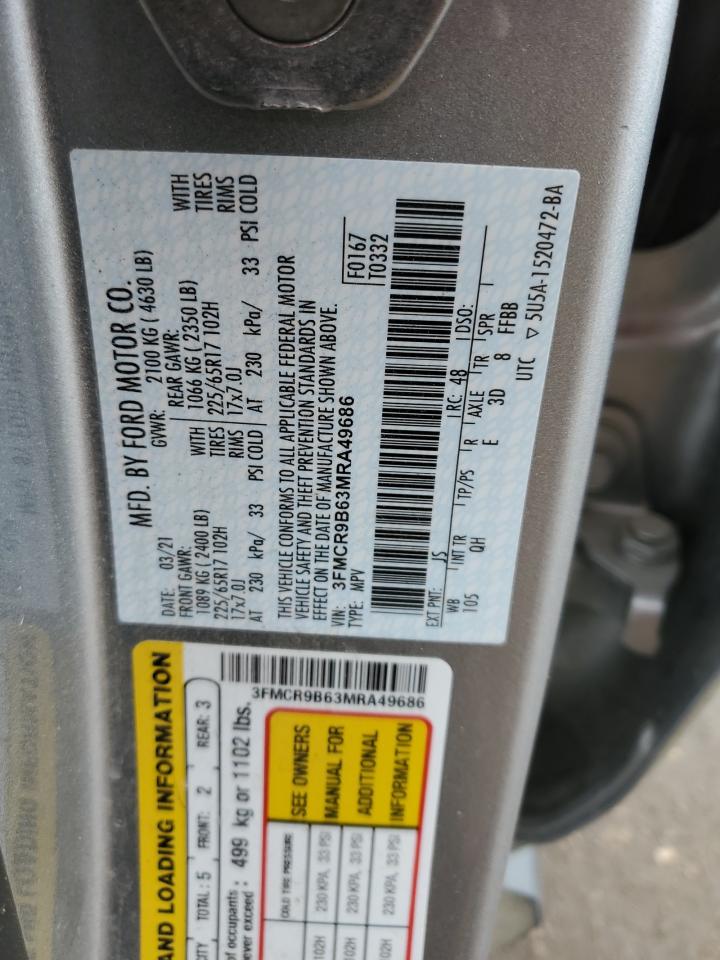 MFD. BY FORD MOTOR CO.
DATE: 03/21 GVWR: 2100 KG ( 4630 LB)
FRONT GAWR: REAR GAWR:
1089 KG (2400 LB) WITH 1066 KG ( 2350 LB) WITH
225/65R17 102H TIRES 225/65R17 102H TIRES
17x7.0J RIMS 17x7.0J RIMS
AT 230 kPa/ 33 PSI COLD AT 230 kPa/ 33 PSI COLD
THIS VEHICLE CONFORMS TO ALL APPLICABLE FEDERAL MOTOR
VEHICLE SAFETY AND THEFT PREVENTION STANDARDS IN
EFFECT ON THE DATE OF MANUFACTURE SHOWN ABOVE.
VIN: 3FMCR9B63MRA49686 F0167
TYPE: MPV T0332
EXT PNT: JS RC: 48 DSO:
WB INT TR TP/PS R AXLE TR SPR
105 QH E 3D 8 FFBB
UTC ▽ 5U5A-1520472-BA
AND LOADING INFORMATION
CITY TOTAL : 5 FRONT: 2 REAR: 3
of occupants
never exceed : 499 kg or 1102 lbs.
3FMCR9B63MRA49686
COLD TIRE PRESSURE SEE OWNERS
102H 230 KPA, 33 PSI MANUAL FOR
102H 230 KPA, 33 PSI ADDITIONAL
102H 230 KPA, 33 PSI INFORMATION